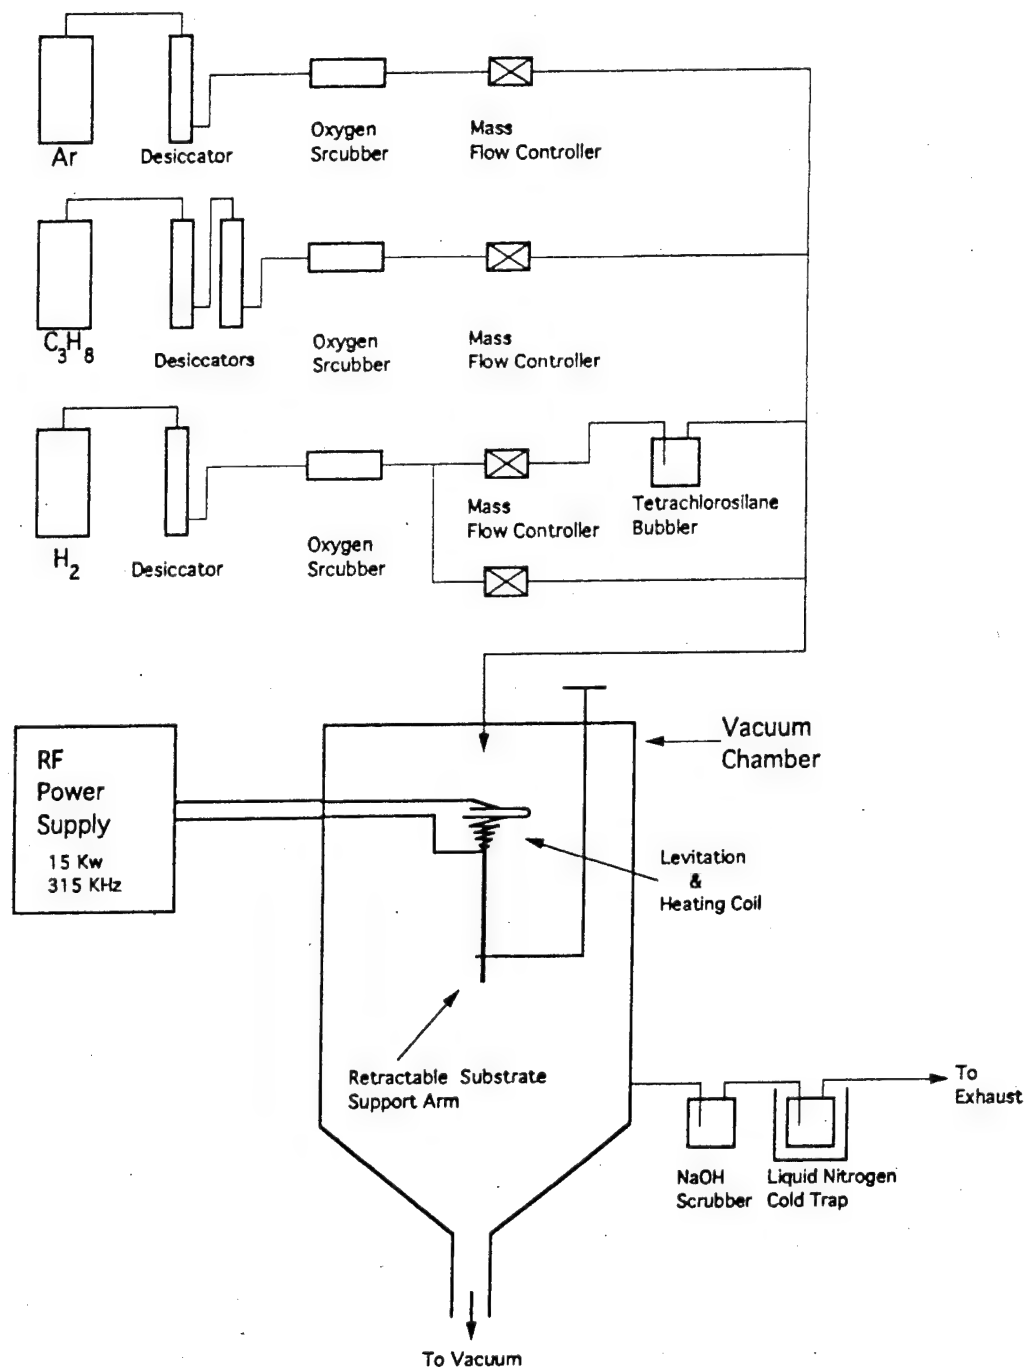 Ar
Desiccator
Oxygen
Srcubber
Mass
Flow Controller
C3H8
Desiccators
Oxygen
Srcubber
Mass
Flow Controller
H2
Desiccator
Oxygen
Srcubber
Mass
Flow Controller
Tetrachlorosilane
Bubbler
RF
Power
Supply
15 Kw
315 KHz
Vacuum
Chamber
Levitation
&
Heating Coil
Retractable Substrate
Support Arm
To
Exhaust
NaOH
Scrubber
Liquid Nitrogen
Cold Trap
To Vacuum